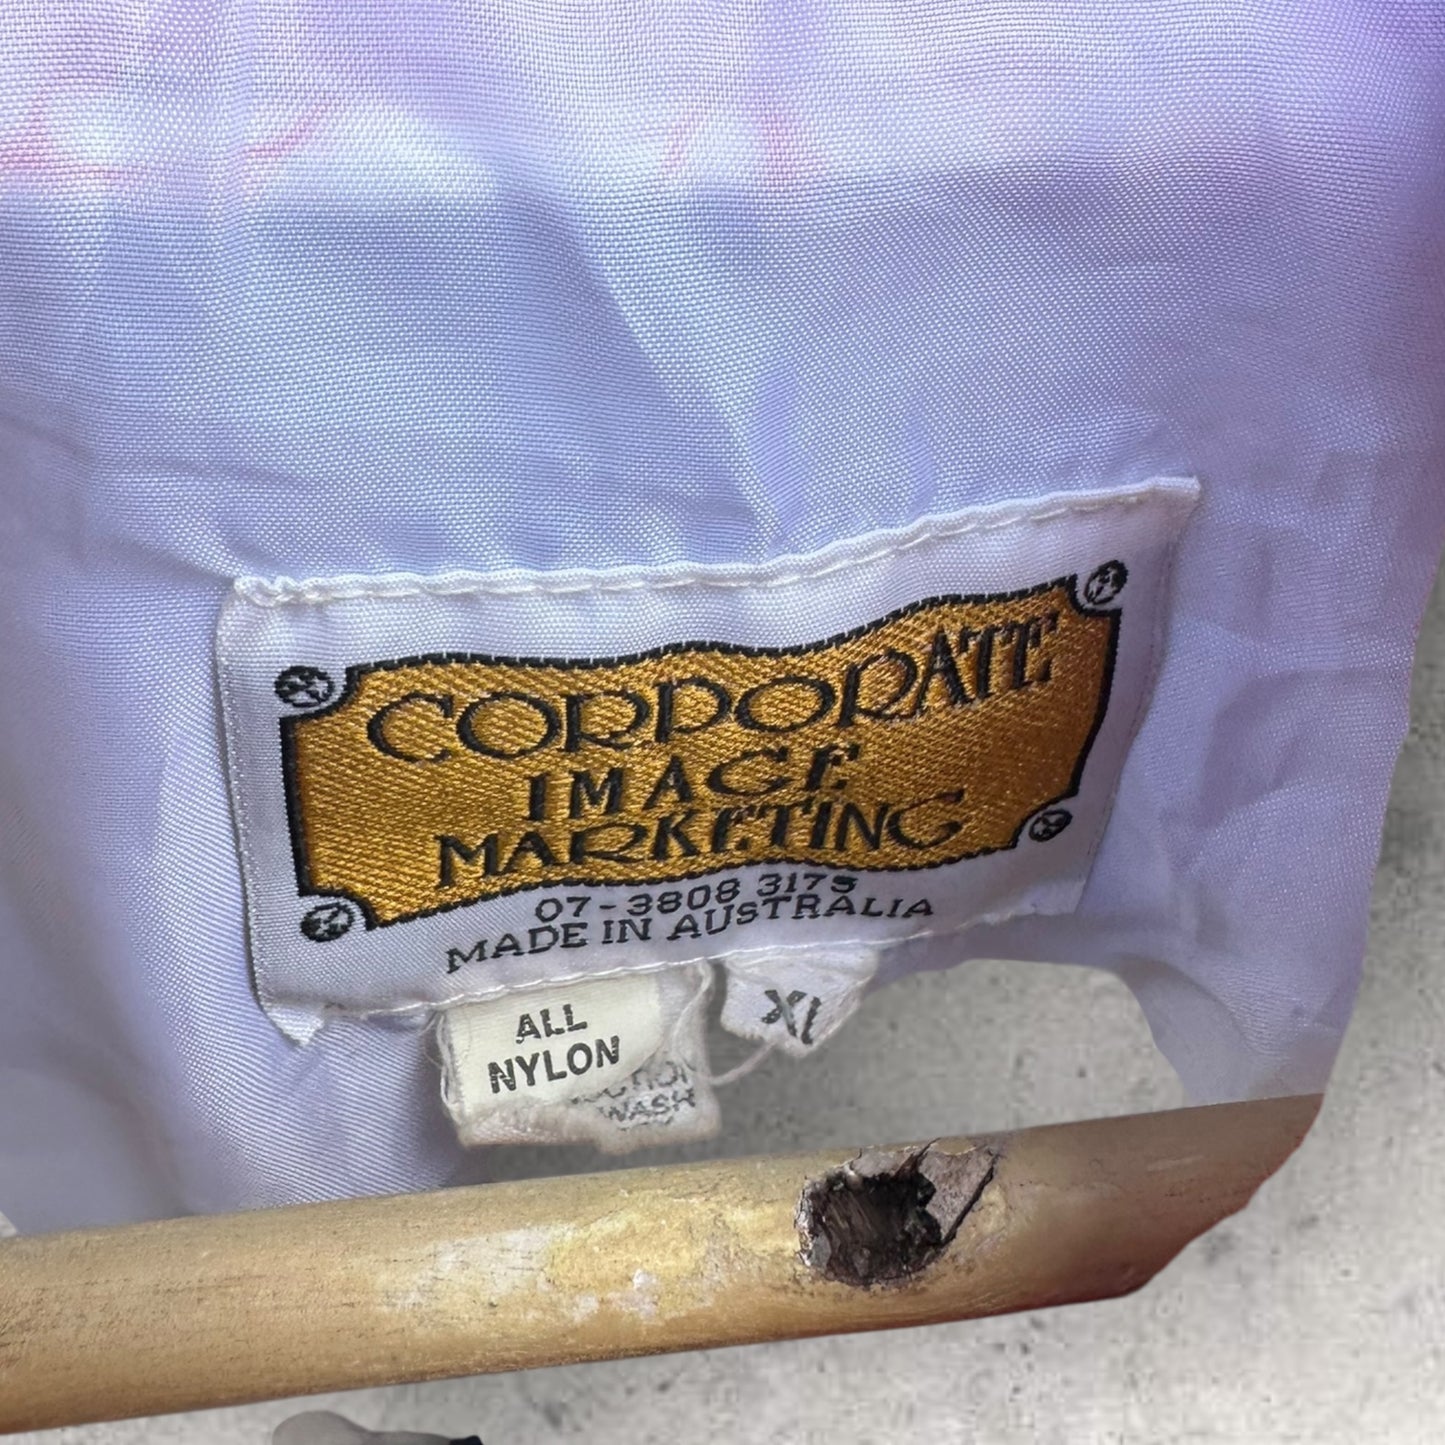 CORPORATE
IMAGE
MARKETING
07-3808 3175
MADE IN AUSTRALIA
XL
ALL
NYLON
WASH